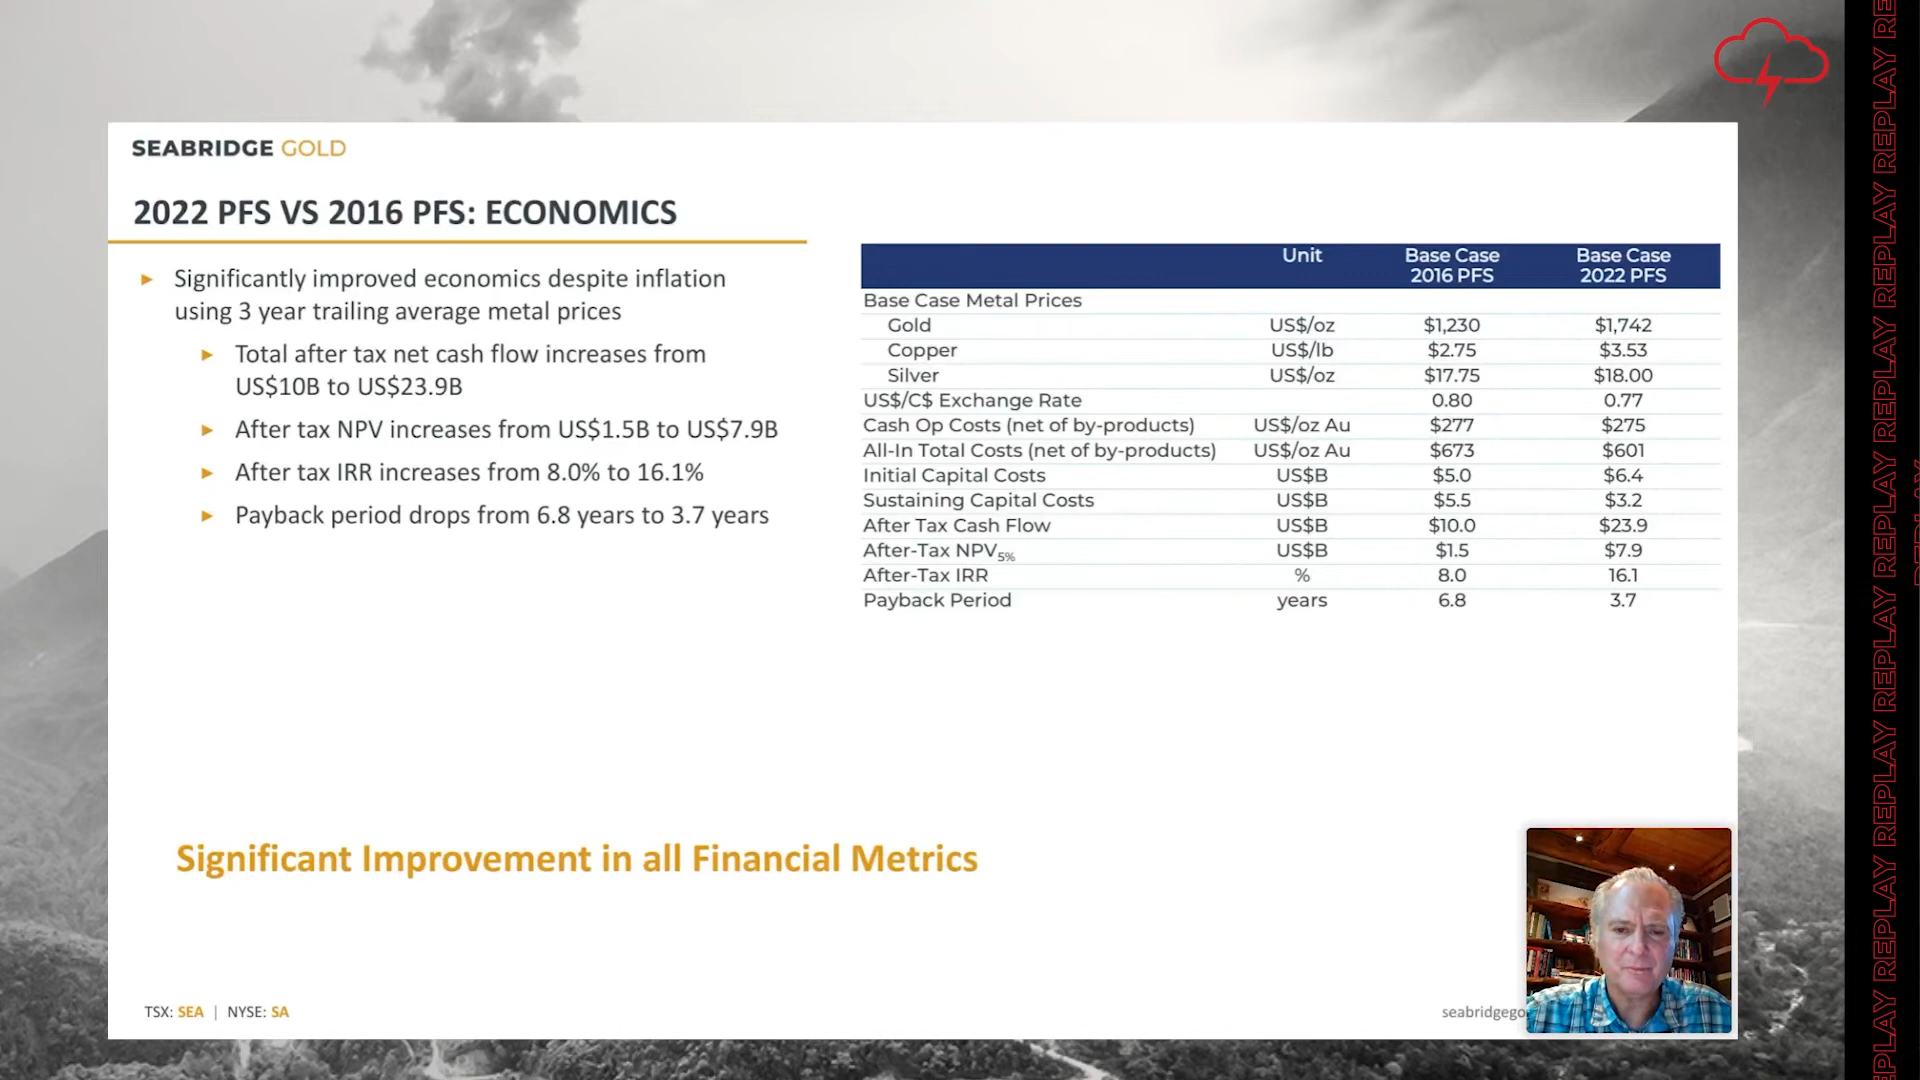 SEABRIDGE GOLD
2022 PFS VS 2016 PFS: ECONOMICS
► Significantly improved economics despite inflation
using 3 year trailing average metal prices
► Total after tax net cash flow increases from
US$10B to US$23.9B
► After tax NPV increases from US$1.5B to US$7.9B
► After tax IRR increases from 8.0% to 16.1%
► Payback period drops from 6.8 years to 3.7 years
Unit Base Case 2016 PFS Base Case 2022 PFS
Base Case Metal Prices
Gold US$/oz $1,230 $1,742
Copper US$/lb $2.75 $3.53
Silver US$/oz $17.75 $18.00
US$/C$ Exchange Rate 0.80 0.77
Cash Op Costs (net of by-products) US$/oz Au $277 $275
All-In Total Costs (net of by-products) US$/oz Au $673 $601
Initial Capital Costs US$B $5.0 $6.4
Sustaining Capital Costs US$B $5.5 $3.2
After Tax Cash Flow US$B $10.0 $23.9
After-Tax NPV5% US$B $1.5 $7.9
After-Tax IRR % 8.0 16.1
Payback Period years 6.8 3.7
Significant Improvement in all Financial Metrics
TSX: SEA | NYSE: SA
seabridgego
REPLAY REPLAY REPLAY REPLAY REPLAY REPLAY REPLAY REPLAY REPLAY